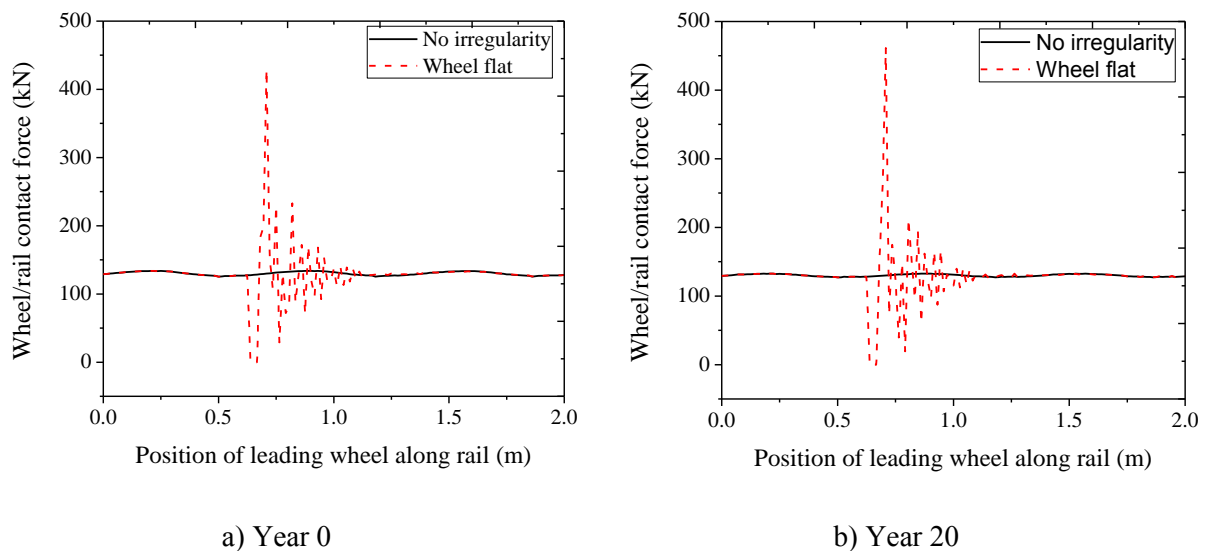 Wheel/rail contact force (kN)
500
400
300
200
100
0
No irregularity
Wheel flat
0.0 0.5 1.0 1.5 2.0
Position of leading wheel along rail (m)
a) Year 0
Wheel/rail contact force (kN)
500
400
300
200
100
0
No irregularity
Wheel flat
0.0 0.5 1.0 1.5 2.0
Position of leading wheel along rail (m)
b) Year 20